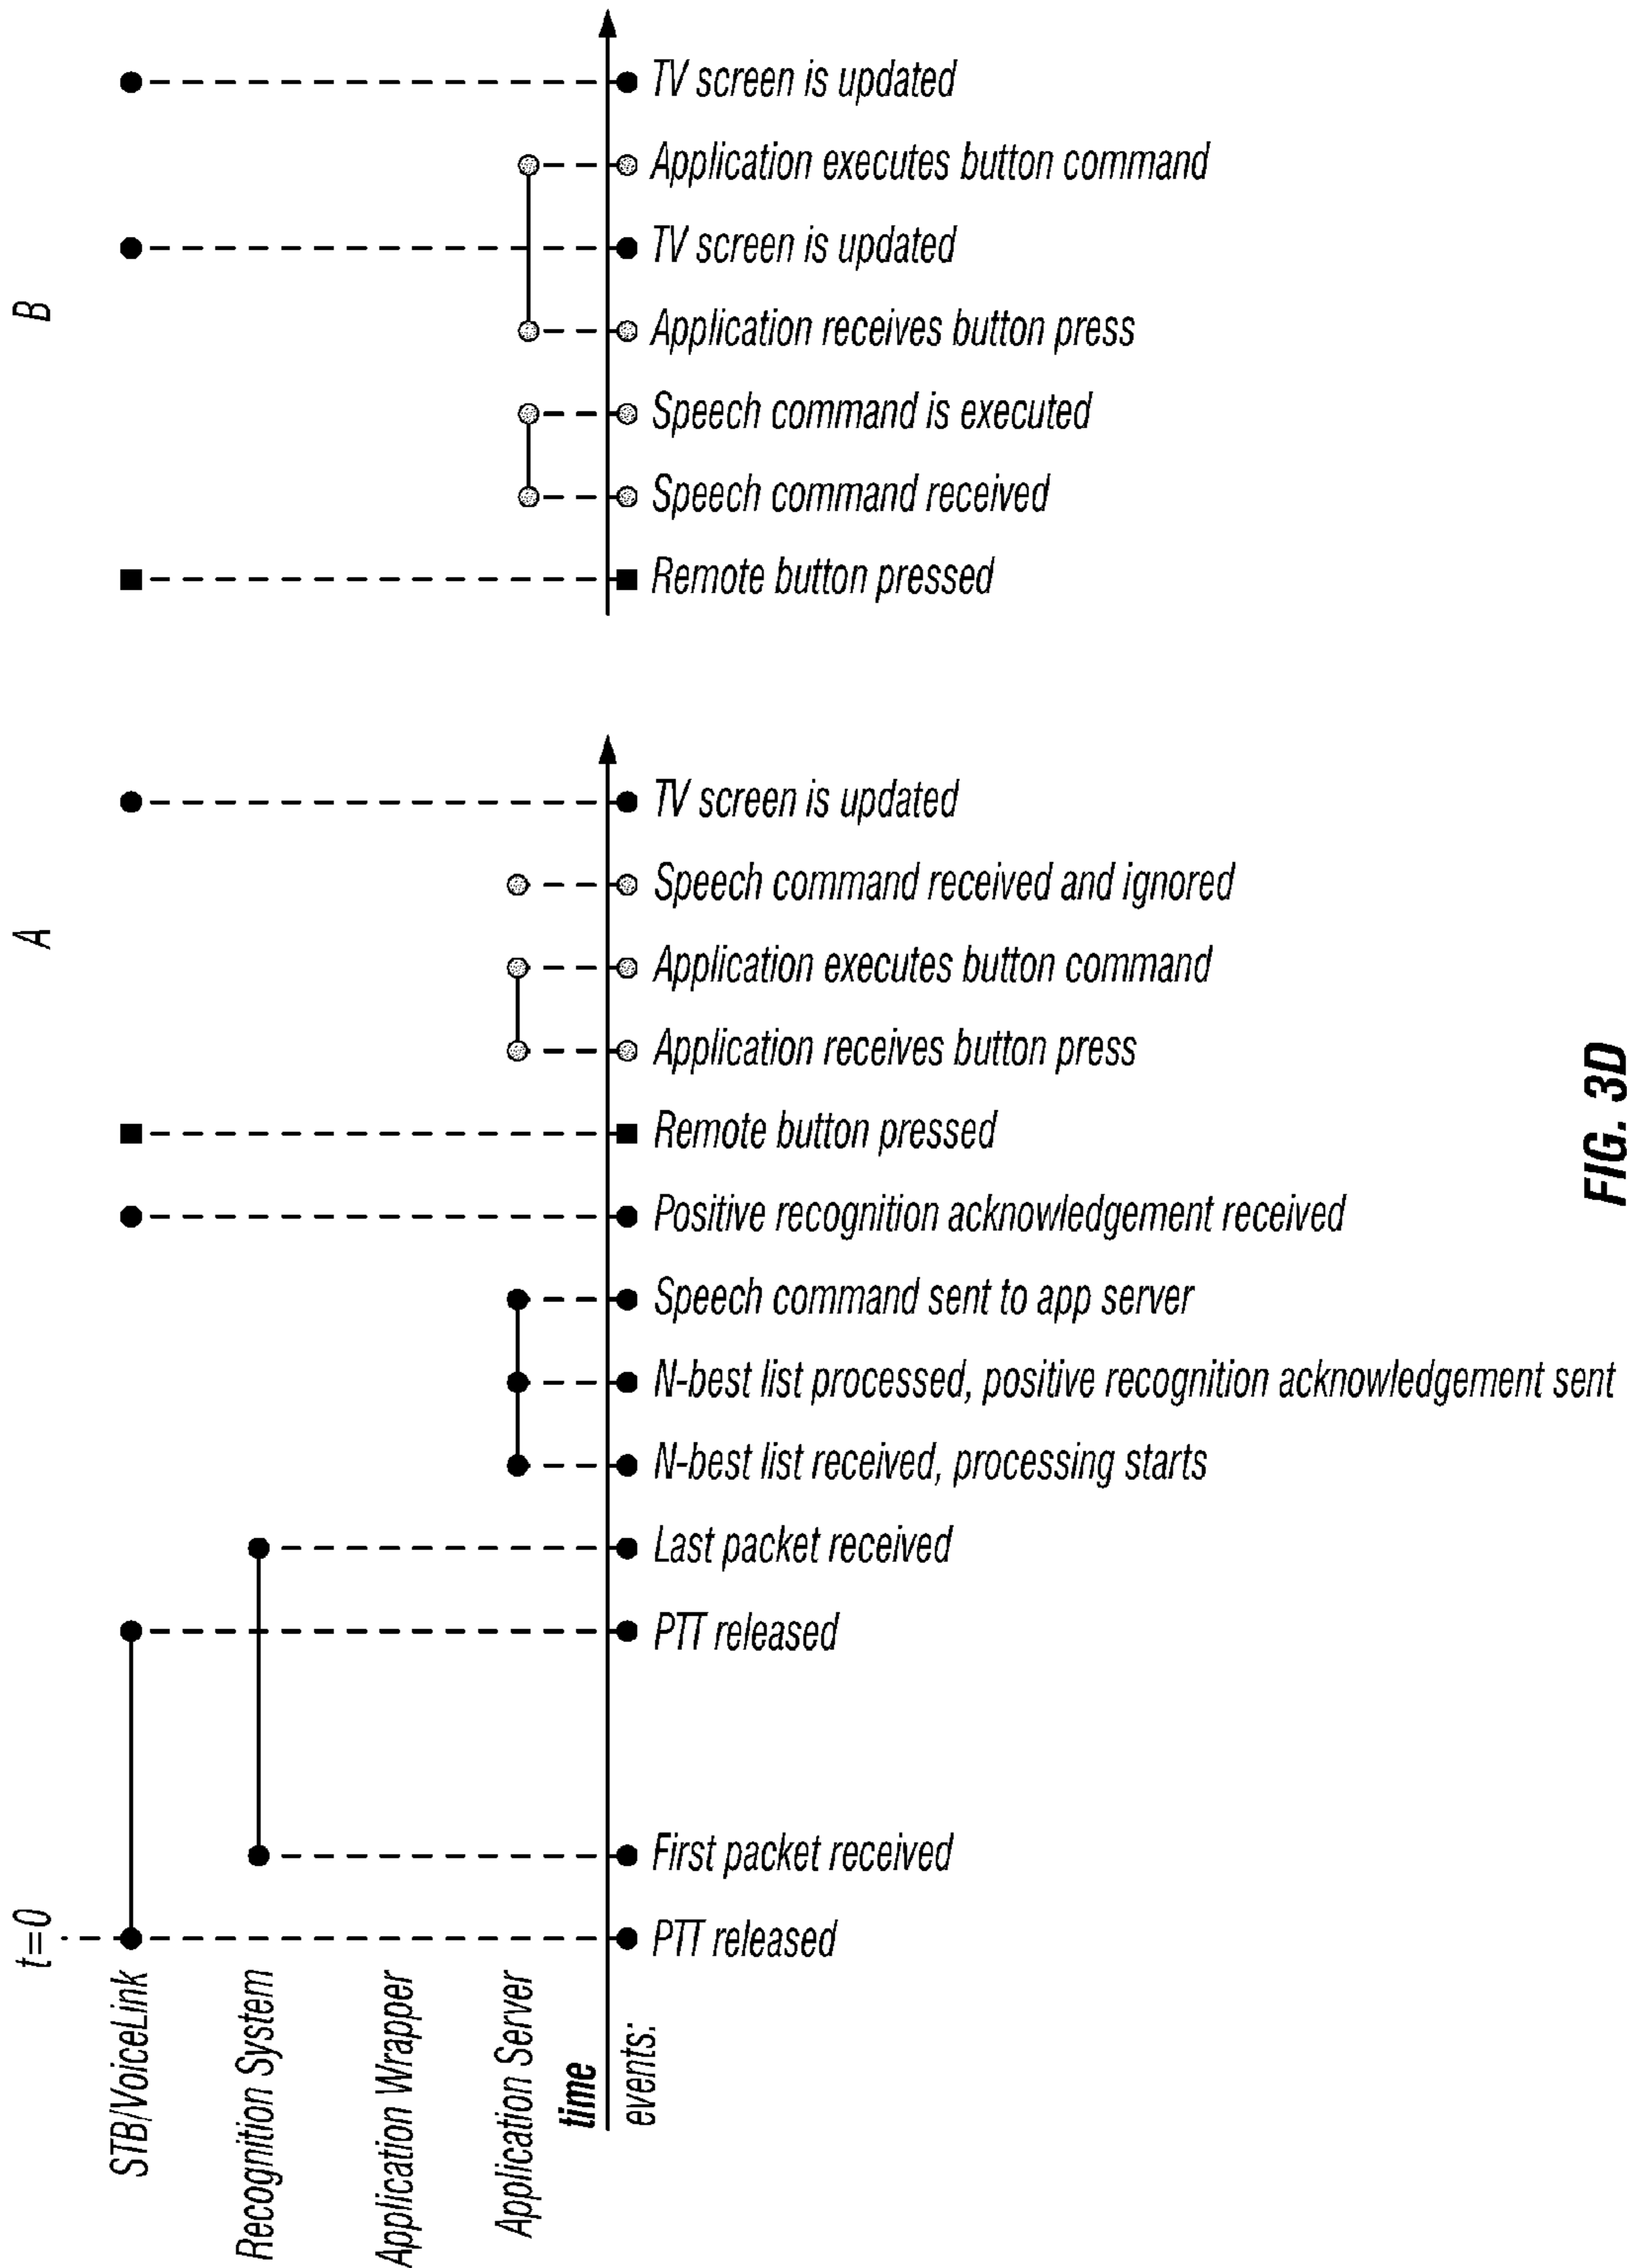 t=0
A
B
STB/VoiceLink
Recognition System
Application Wrapper
Application Server
time
events:
PTT released
First packet received
PTT released
Last packet received
N-best list received, processing starts
N-best list processed, positive recognition acknowledgement sent
Speech command sent to app server
Positive recognition acknowledgement received
Remote button pressed
Application receives button press
Application executes button command
Speech command received and ignored
TV screen is updated
Remote button pressed
Speech command received
Speech command is executed
Application receives button press
TV screen is updated
Application executes button command
TV screen is updated
FIG. 3D